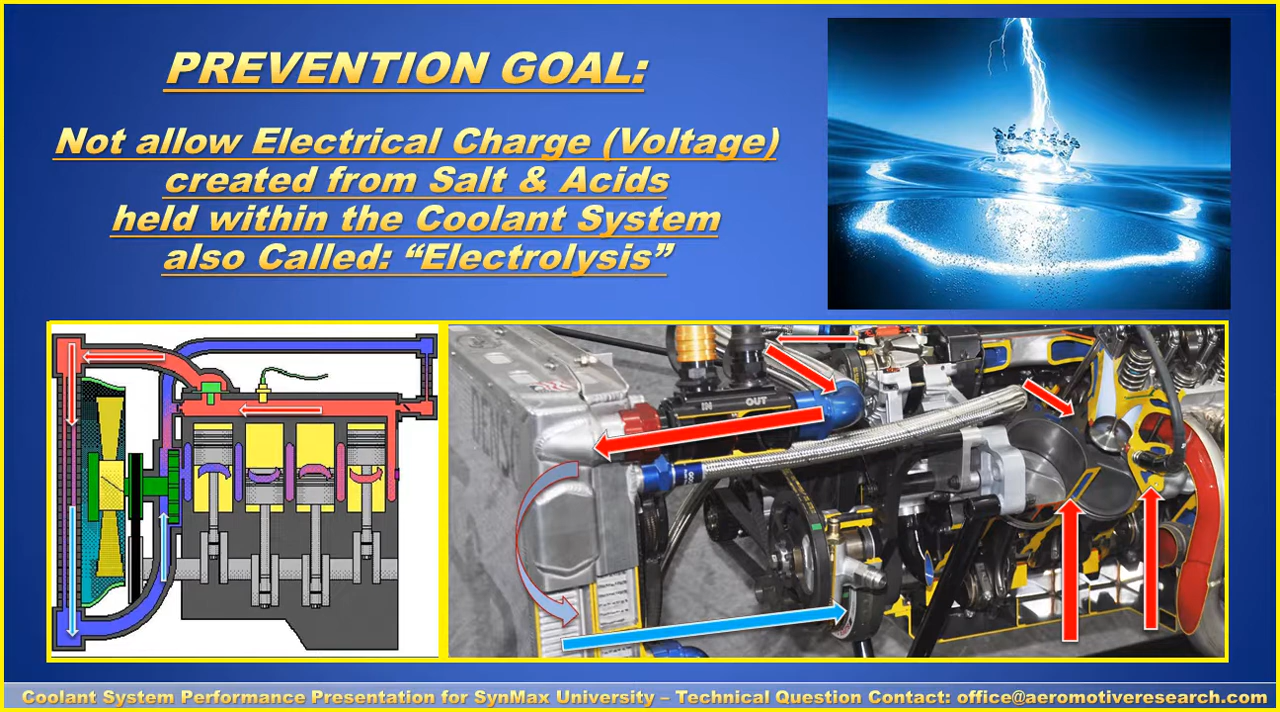 PREVENTION GOAL:
Not allow Electrical Charge (Voltage)
created from Salt & Acids
held within the Coolant System
also Called: “Electrolysis”
IN OUT
Coolant System Performance Presentation for SynMax University – Technical Question Contact: office@aeromotiveresearch.com